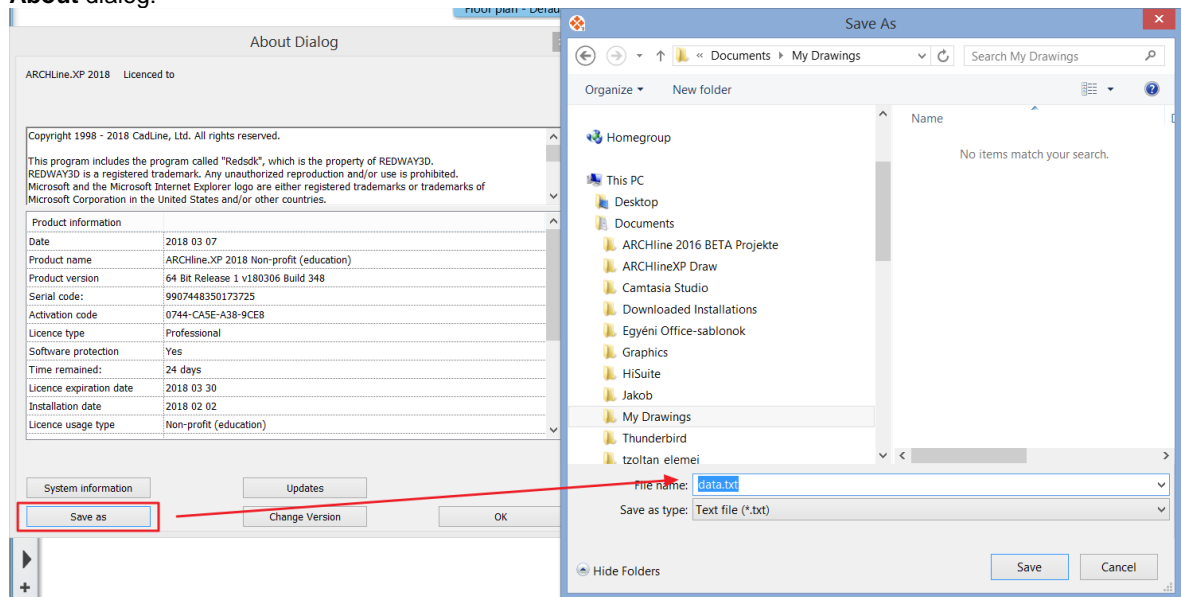 About dialog.
Floor plan - Defau
About Dialog
ARCHLine.XP 2018 Licenced to
Copyright 1998 - 2018 CadLine, Ltd. All rights reserved.
This program includes the program called "Redsdk", which is the property of REDWAY3D.
REDWAY3D is a registered trademark. Any unauthorized reproduction and/or use is prohibited.
Microsoft and the Microsoft Internet Explorer logo are either registered trademarks or trademarks of
Microsoft Corporation in the United States and/or other countries.
Product information
Date 2018 03 07
Product name ARCHline.XP 2018 Non-profit (education)
Product version 64 Bit Release 1 v180306 Build 348
Serial code: 9907448350173725
Activation code 0744-CA5E-A38-9CE8
Licence type Professional
Software protection Yes
Time remained: 24 days
Licence expiration date 2018 03 30
Installation date 2018 02 02
Licence usage type Non-profit (education)
System information Updates
Save as Change Version OK
Save As
« Documents My Drawings Search My Drawings
Organize New folder
Name
No items match your search.
Homegroup
This PC
Desktop
Documents
ARCHline 2016 BETA Projekte
ARCHlineXP Draw
Camtasia Studio
Downloaded Installations
Egyéni Office-sablonok
Graphics
HiSuite
Jakob
My Drawings
Thunderbird
tzoltan elemei
File name: data.txt
Save as type: Text file (*.txt)
Hide Folders Save Cancel